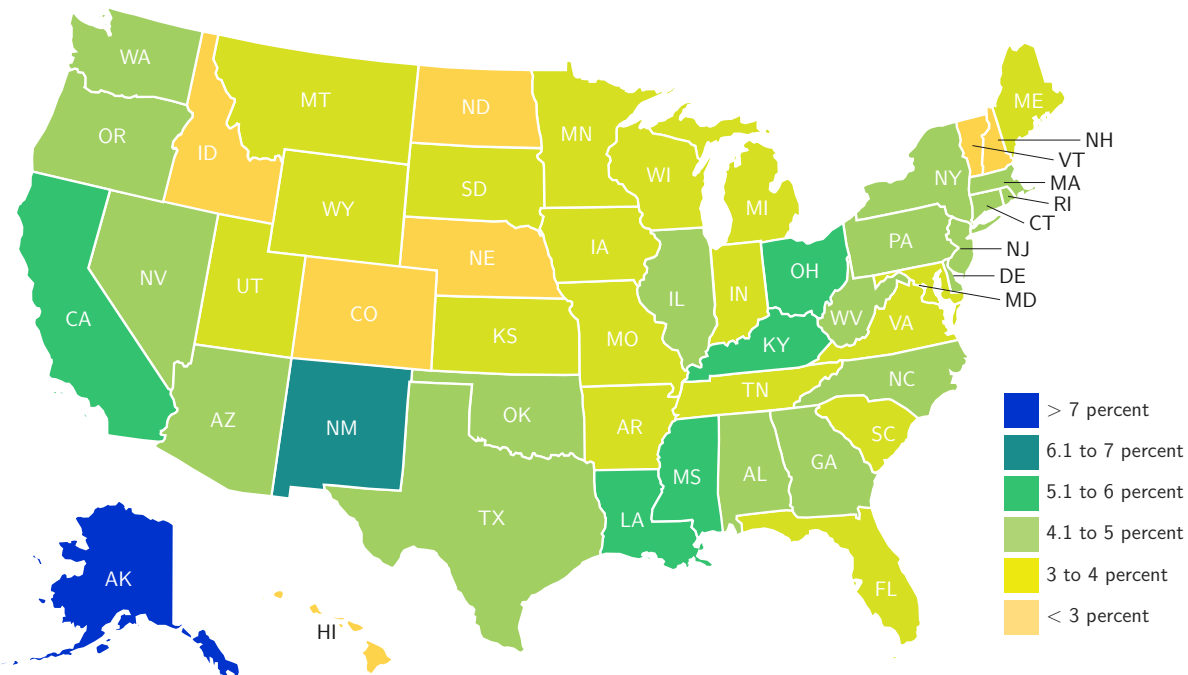 WA
MT
ND
ME
OR
ID
MN
NH
VT
SD
WI
NY
MA
WY
MI
RI
CT
IA
PA
NJ
NE
OH
DE
NV
UT
IL
IN
MD
CA
CO
WV
VA
KS
MO
KY
NC
TN
AZ
NM
OK
AR
SC
> 7 percent
GA
MS
AL
6.1 to 7 percent
5.1 to 6 percent
TX
LA
4.1 to 5 percent
AK
FL
3 to 4 percent
HI
< 3 percent